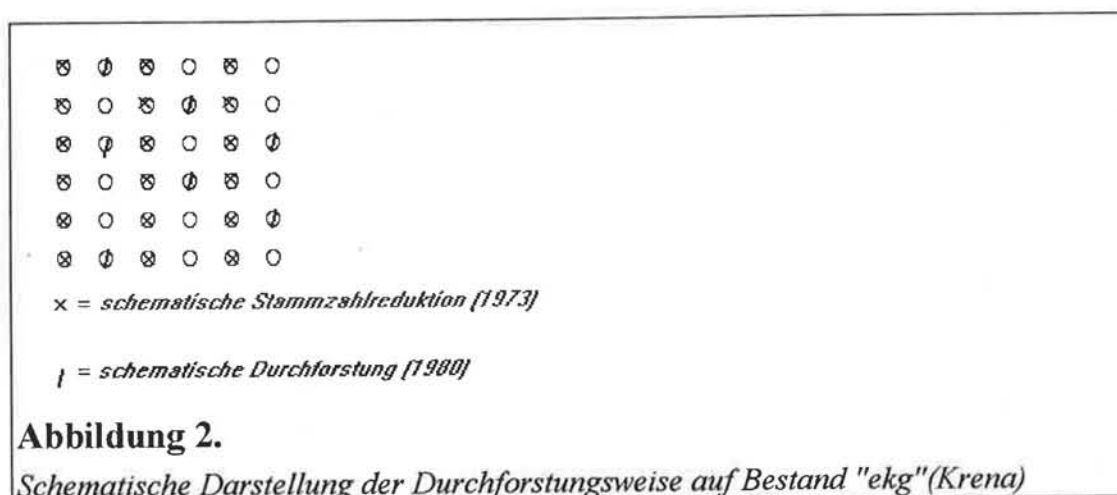 × = schematische Stammzahlreduktion (1973)
= schematische Durchforstung (1980)
Abbildung 2.
Schematische Darstellung der Durchforstungsweise auf Bestand "ekg"(Krena)